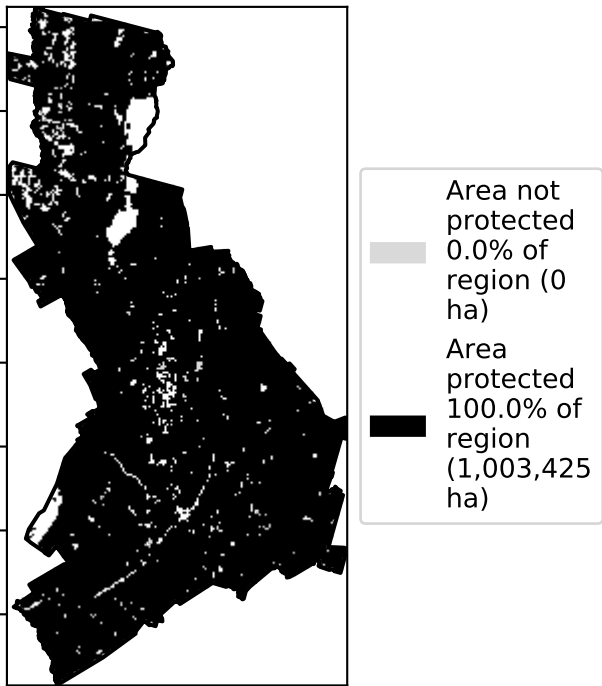 Area not
protected
0.0% of
region (0
ha)
Area
protected
100.0% of
region
(1,003,425
ha)